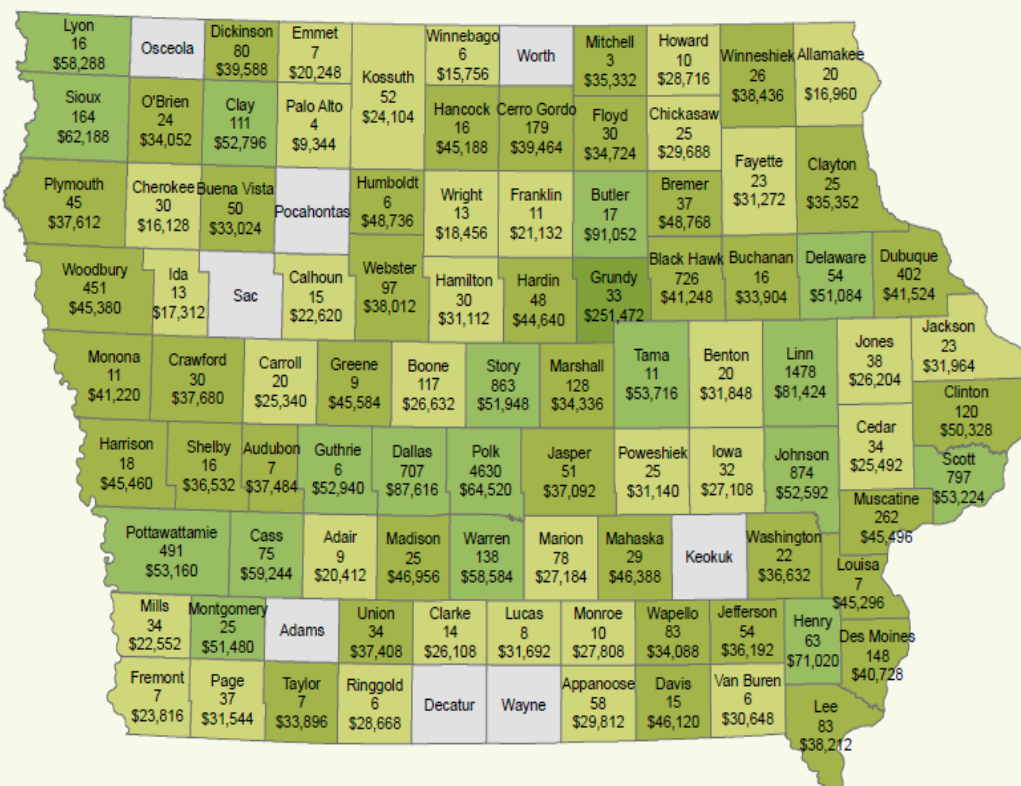 Lyon
16
$58,288
Osceola
Dickinson
80
$39,588
Emmet
7
$20,248
Kossuth
52
$24,104
Winnebago
6
$15,756
Worth
Mitchell
3
$35,332
Howard
10
$28,716
Winneshiek
26
$38,436
Allamakee
20
$16,960
Sioux
164
$62,188
O'Brien
24
$34,052
Clay
111
$52,796
Palo Alto
4
$9,344
Hancock
16
$45,188
Cerro Gordo
179
$39,464
Floyd
30
$34,724
Chickasaw
25
$29,688
Fayette
23
$31,272
Clayton
25
$35,352
Plymouth
45
$37,612
Cherokee
30
$16,128
Buena Vista
50
$33,024
Pocahontas
Humboldt
6
$48,736
Wright
13
$18,456
Franklin
11
$21,132
Butler
17
$91,052
Bremer
37
$48,768
Woodbury
451
$45,380
Ida
13
$17,312
Sac
Calhoun
15
$22,620
Webster
97
$38,012
Hamilton
30
$31,112
Hardin
48
$44,640
Grundy
33
$251,472
Black Hawk
726
$41,248
Buchanan
16
$33,904
Delaware
54
$51,084
Dubuque
402
$41,524
Monona
11
$41,220
Crawford
30
$37,680
Carroll
20
$25,340
Greene
9
$45,584
Boone
117
$26,632
Story
863
$51,948
Marshall
128
$34,336
Tama
11
$53,716
Benton
20
$31,848
Linn
1478
$81,424
Jones
38
$26,204
Jackson
23
$31,964
Clinton
120
$50,328
Harrison
18
$45,460
Shelby
16
$36,532
Audubon
7
$37,484
Guthrie
6
$52,940
Dallas
707
$87,616
Polk
4630
$64,520
Jasper
51
$37,092
Poweshiek
25
$31,140
Iowa
32
$27,108
Johnson
874
$52,592
Cedar
34
$25,492
Scott
797
$53,224
Muscatine
262
$45,496
Pottawattamie
491
$53,160
Cass
75
$59,244
Adair
9
$20,412
Madison
25
$46,956
Warren
138
$58,584
Marion
78
$27,184
Mahaska
29
$46,388
Keokuk
Washington
22
$36,632
Louisa
7
$45,296
Mills
34
$22,552
Montgomery
25
$51,480
Adams
Union
34
$37,408
Clarke
14
$26,108
Lucas
8
$31,692
Monroe
10
$27,808
Wapello
83
$34,088
Jefferson
54
$36,192
Henry
63
$71,020
Des Moines
148
$40,728
Fremont
7
$23,816
Page
37
$31,544
Taylor
7
$33,896
Ringgold
6
$28,668
Decatur
Wayne
Appanoose
58
$29,812
Davis
15
$46,120
Van Buren
6
$30,648
Lee
83
$38,212